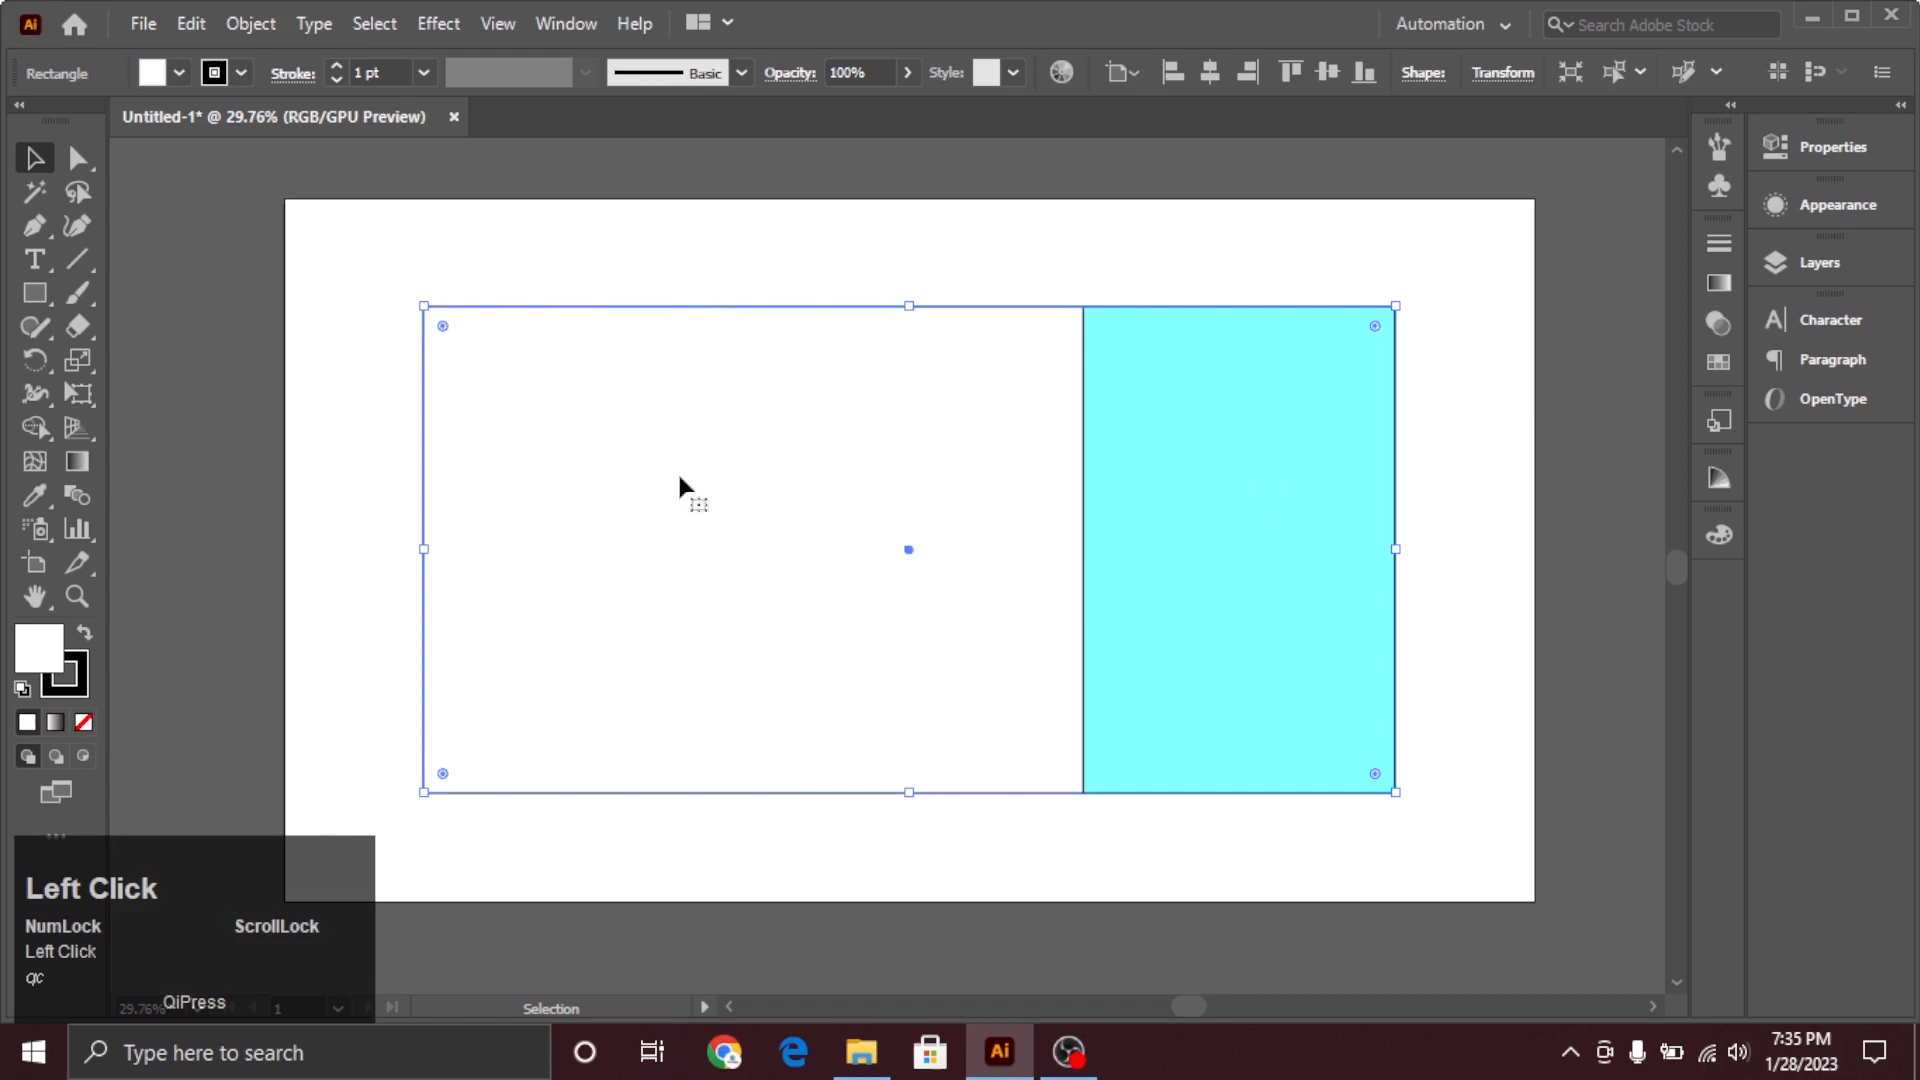 Ai File Edit Object Type Select Effect View Window Help Automation Search Adobe Stock
Rectangle Stroke: 1 pt Basic Opacity: 100% Style: Shape: Transform
Untitled-1* @ 29.76% (RGB/GPU Preview) ×
Properties
Appearance
Layers
Character
Paragraph
OpenType
Left Click
NumLock ScrollLock
Left Click
qc
QiPress
29.76% 1 Selection
Type here to search
Ai
7:35 PM
1/28/2023